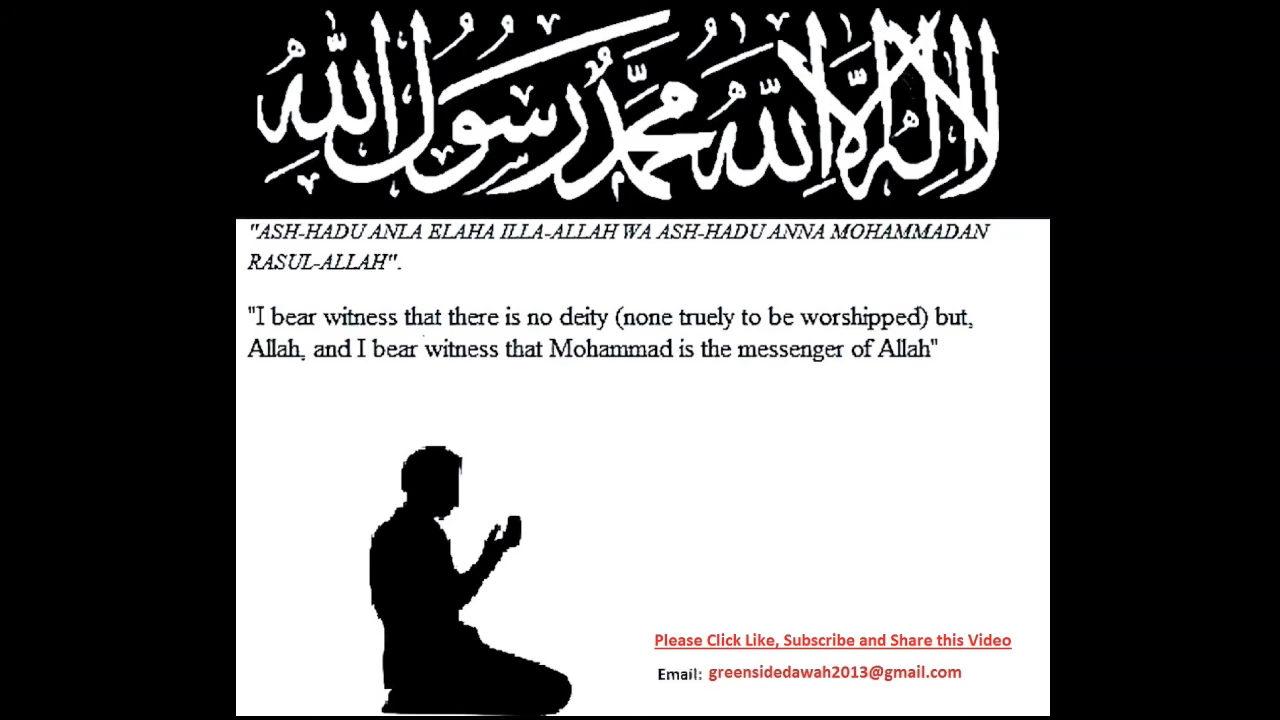 لا إله إلا الله محمد رسول الله
"ASH-HADU ANLA ELAHA ILLA-ALLAH WA ASH-HADU ANNA MOHAMMADAN
RASUL-ALLAH".
"I bear witness that there is no deity (none truely to be worshipped) but,
Allah, and I bear witness that Mohammad is the messenger of Allah"
Please Click Like, Subscribe and Share this Video
Email: greensidedawah2013@gmail.com